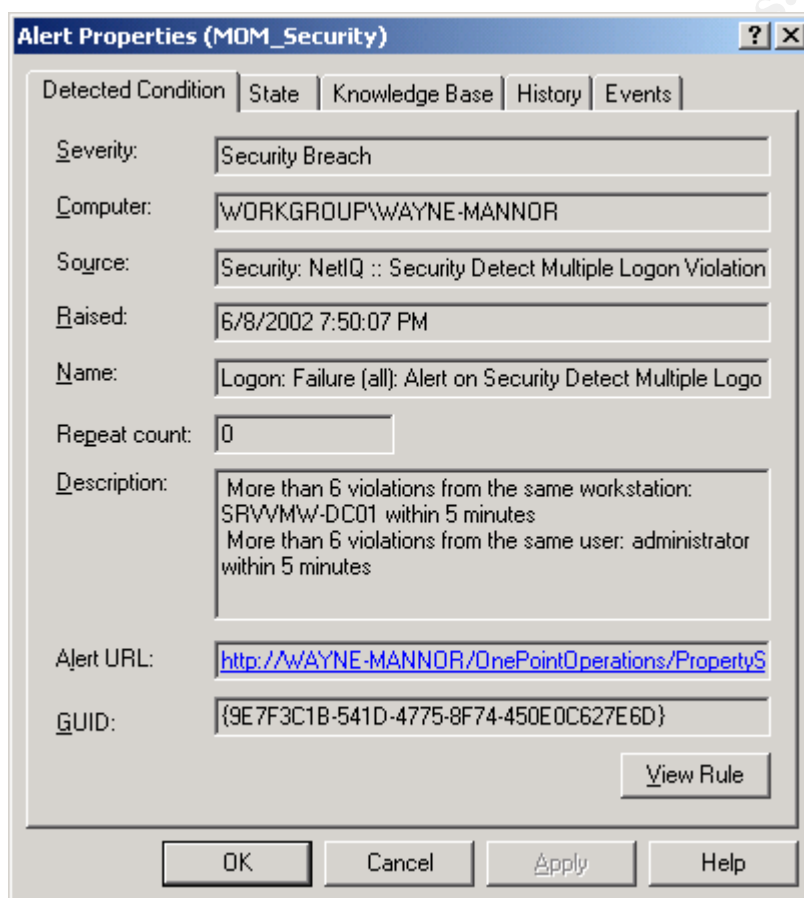 Alert Properties (MOM_Security)
Detected Condition State Knowledge Base History Events
Severity: Security Breach
Computer: WORKGROUP\WAYNE-MANNOR
Source: Security: NetIQ :: Security Detect Multiple Logon Violation
Raised: 6/8/2002 7:50:07 PM
Name: Logon: Failure (all): Alert on Security Detect Multiple Logo
Repeat count: 0
Description: More than 6 violations from the same workstation:
SRVVMW-DC01 within 5 minutes
More than 6 violations from the same user: administrator
within 5 minutes
Alert URL: http://WAYNE-MANNOR/OnePointOperations/PropertyS
GUID: {9E7F3C1B-541D-4775-8F74-450E0C627E6D}
View Rule
OK Cancel Apply Help